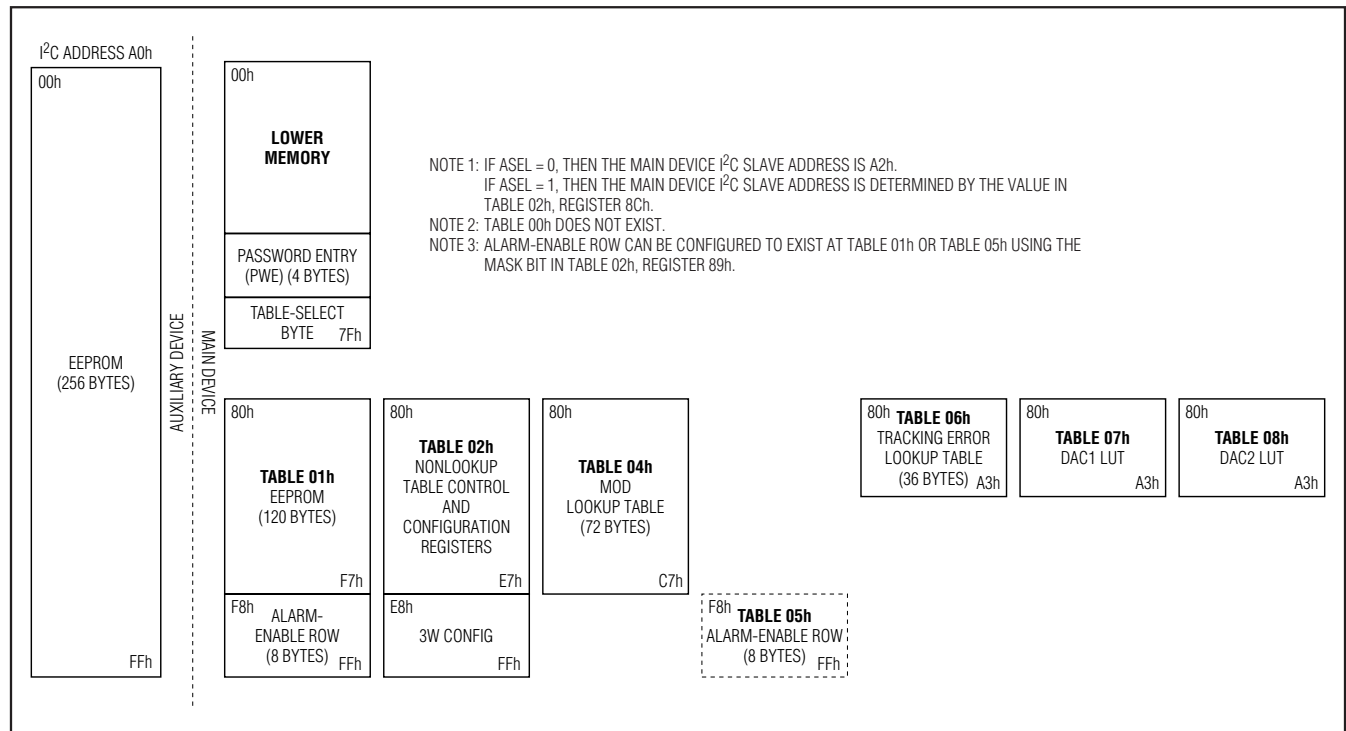 I²C ADDRESS A0h
00h
EEPROM
(256 BYTES)
FFh
AUXILIARY DEVICE
MAIN DEVICE
00h
LOWER
MEMORY
PASSWORD ENTRY
(PWE) (4 BYTES)
TABLE-SELECT
BYTE 7Fh
NOTE 1: IF ASEL = 0, THEN THE MAIN DEVICE I²C SLAVE ADDRESS IS A2h.
IF ASEL = 1, THEN THE MAIN DEVICE I²C SLAVE ADDRESS IS DETERMINED BY THE VALUE IN
TABLE 02h, REGISTER 8Ch.
NOTE 2: TABLE 00h DOES NOT EXIST.
NOTE 3: ALARM-ENABLE ROW CAN BE CONFIGURED TO EXIST AT TABLE 01h OR TABLE 05h USING THE
MASK BIT IN TABLE 02h, REGISTER 89h.
80h
TABLE 01h
EEPROM
(120 BYTES)
F7h
F8h
ALARM-
ENABLE ROW
(8 BYTES)
FFh
80h
TABLE 02h
NONLOOKUP
TABLE CONTROL
AND
CONFIGURATION
REGISTERS
E7h
E8h
3W CONFIG
FFh
80h
TABLE 04h
MOD
LOOKUP TABLE
(72 BYTES)
C7h
F8h
TABLE 05h
ALARM-ENABLE ROW
(8 BYTES)
FFh
80h
TABLE 06h
TRACKING ERROR
LOOKUP TABLE
(36 BYTES)
A3h
80h
TABLE 07h
DAC1 LUT
A3h
80h
TABLE 08h
DAC2 LUT
A3h